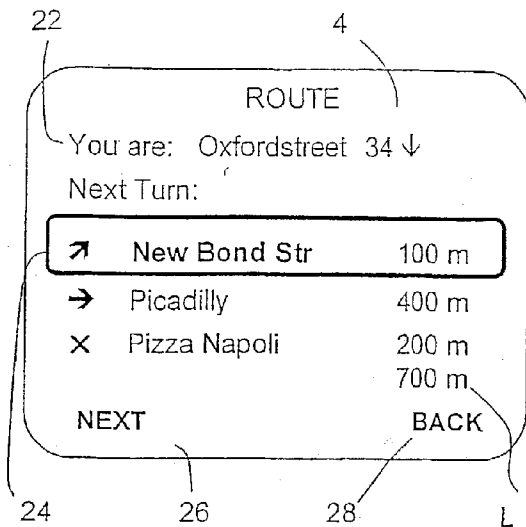 22 4
ROUTE
You are: Oxfordstreet 34 ↓
Next Turn:
↗ New Bond Str 100 m
→ Picadilly 400 m
× Pizza Napoli 200 m
700 m
NEXT BACK
24 26 28 L